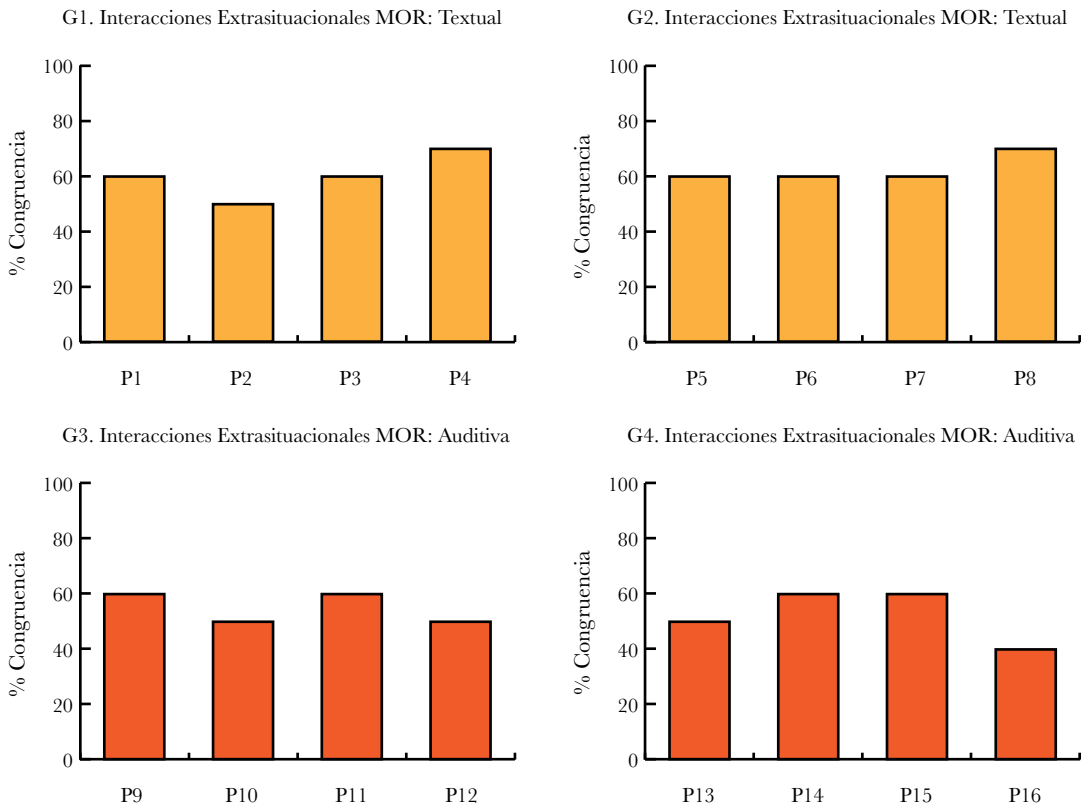 G1. Interacciones Extrasituacionales MOR: Textual
% Congruencia
100
80
60
40
20
0
P1 P2 P3 P4
G2. Interacciones Extrasituacionales MOR: Textual
% Congruencia
100
80
60
40
20
0
P5 P6 P7 P8
G3. Interacciones Extrasituacionales MOR: Auditiva
% Congruencia
100
80
60
40
20
0
P9 P10 P11 P12
G4. Interacciones Extrasituacionales MOR: Auditiva
% Congruencia
100
80
60
40
20
0
P13 P14 P15 P16